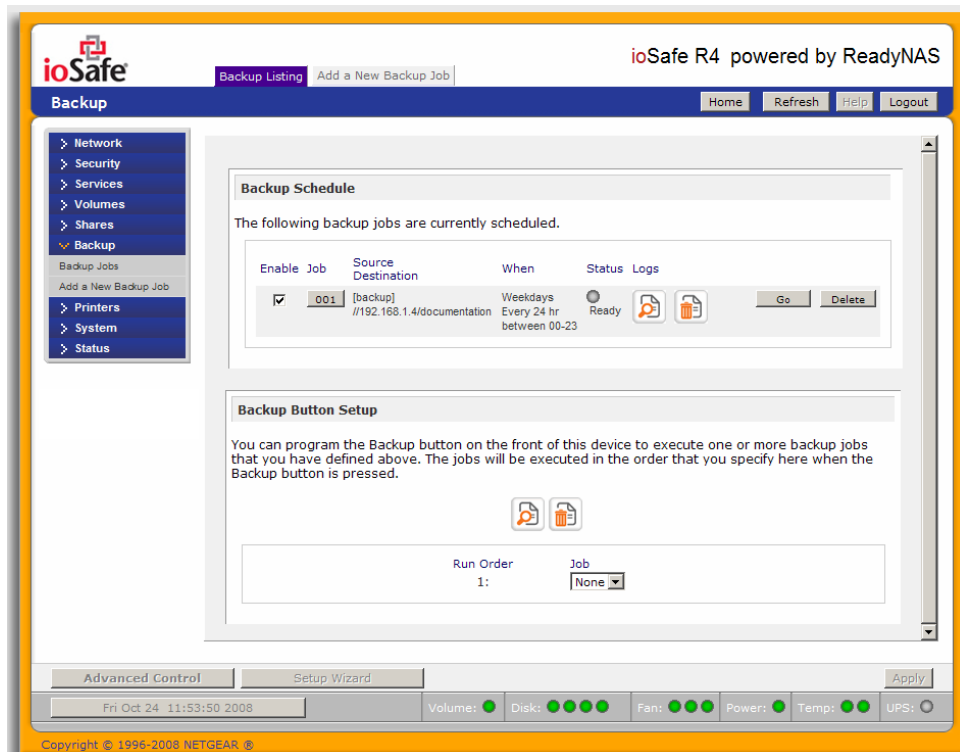 ioSafe
Backup Listing Add a New Backup Job
ioSafe R4 powered by ReadyNAS
Backup
Home Refresh Help Logout
Network
Security
Services
Volumes
Shares
Backup
Backup Jobs
Add a New Backup Job
Printers
System
Status
Backup Schedule
The following backup jobs are currently scheduled.
Enable Job Source Destination When Status Logs
001 [backup] //192.168.1.4/documentation Weekdays Every 24 hr between 00-23 Ready Go Delete
Backup Button Setup
You can program the Backup button on the front of this device to execute one or more backup jobs
that you have defined above. The jobs will be executed in the order that you specify here when the
Backup button is pressed.
Run Order Job
1: None
Advanced Control Setup Wizard Apply
Fri Oct 24 11:53:50 2008 Volume: Disk: Fan: Power: Temp: UPS:
Copyright © 1996-2008 NETGEAR ®